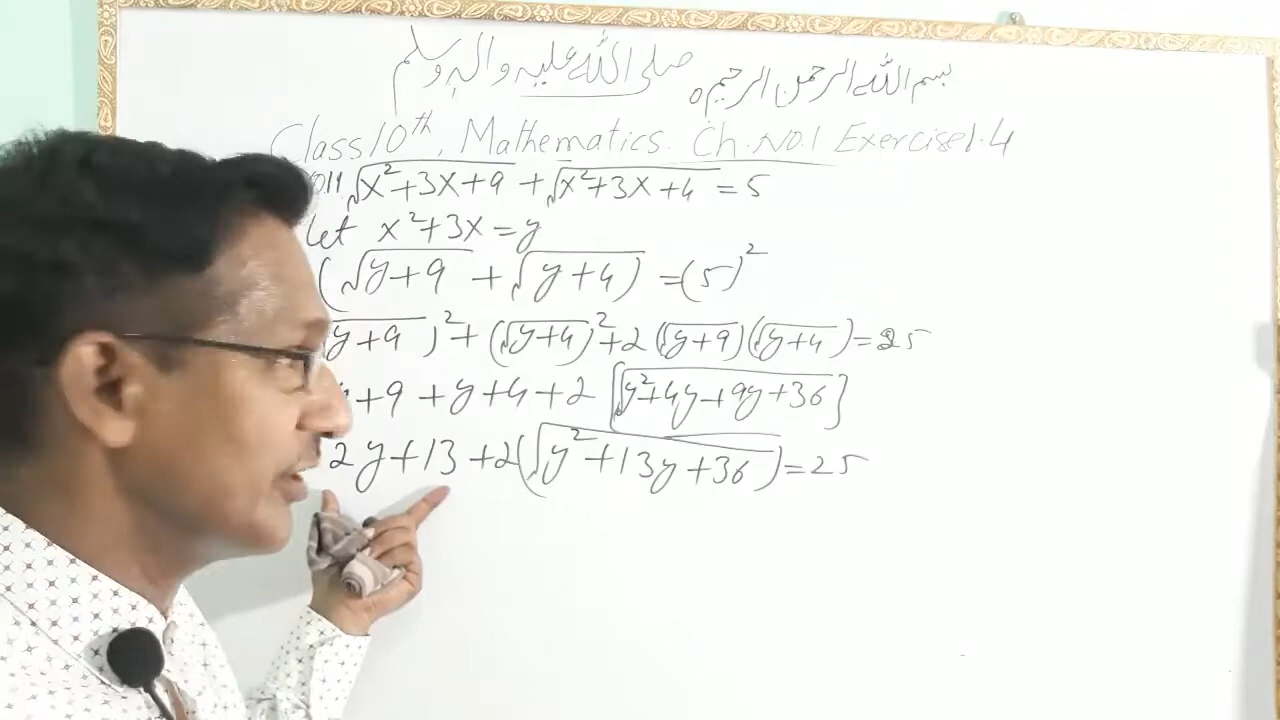 بسم اللہ الرحمن الرحیم ہ صلی اللہ علیہ والہ وسلم
Class 10th, Mathematics. Ch.No.1 Exercise 1.4
√x²+3x+9 + √x²+3x+4 = 5
let x²+3x = y
(√y+9 + √y+4) = (5)²
√y+9)² + (√y+4)² + 2(√y+9)(√y+4) = 25
+9 + y+4 + 2[√y²+4y+9y+36]
2y+13 + 2(√y²+13y+36) = 25